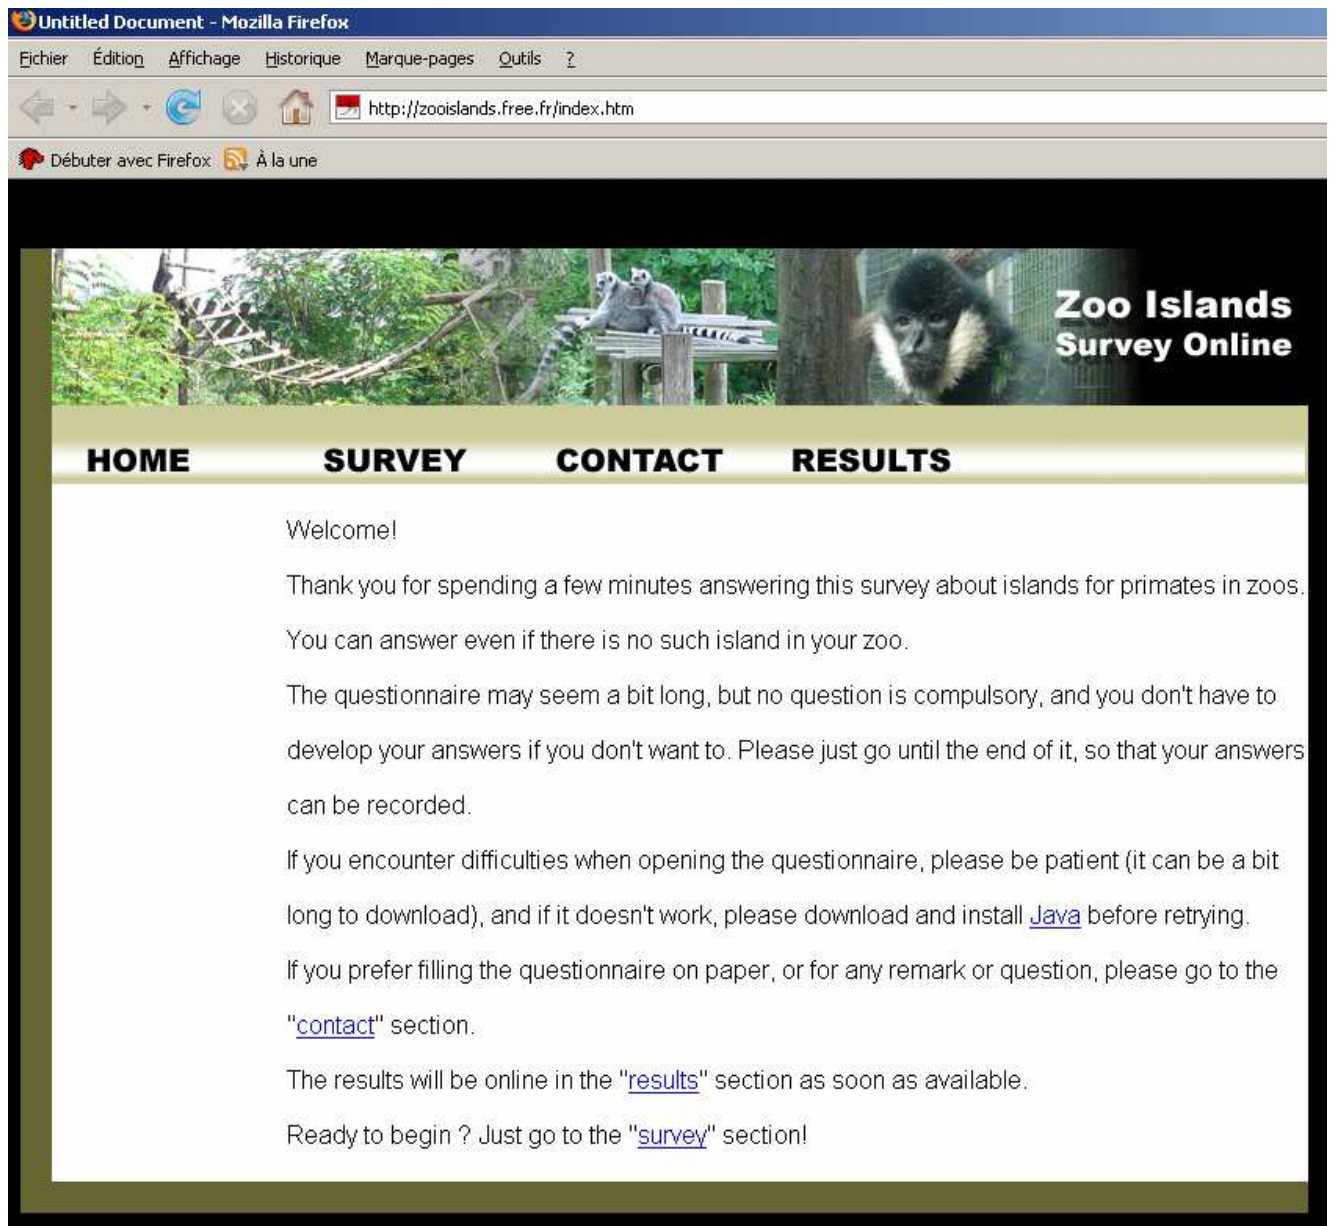 Untitled Document - Mozilla Firefox
Fichier Édition Affichage Historique Marque-pages Outils ?
http://zooislands.free.fr/index.htm
Débuter avec Firefox À la une
Zoo Islands
Survey Online
HOME SURVEY CONTACT RESULTS
Welcome!
Thank you for spending a few minutes answering this survey about islands for primates in zoos.
You can answer even if there is no such island in your zoo.
The questionnaire may seem a bit long, but no question is compulsory, and you don't have to
develop your answers if you don't want to. Please just go until the end of it, so that your answers
can be recorded.
If you encounter difficulties when opening the questionnaire, please be patient (it can be a bit
long to download), and if it doesn't work, please download and install Java before retrying.
If you prefer filling the questionnaire on paper, or for any remark or question, please go to the
"contact" section.
The results will be online in the "results" section as soon as available.
Ready to begin ? Just go to the "survey" section!